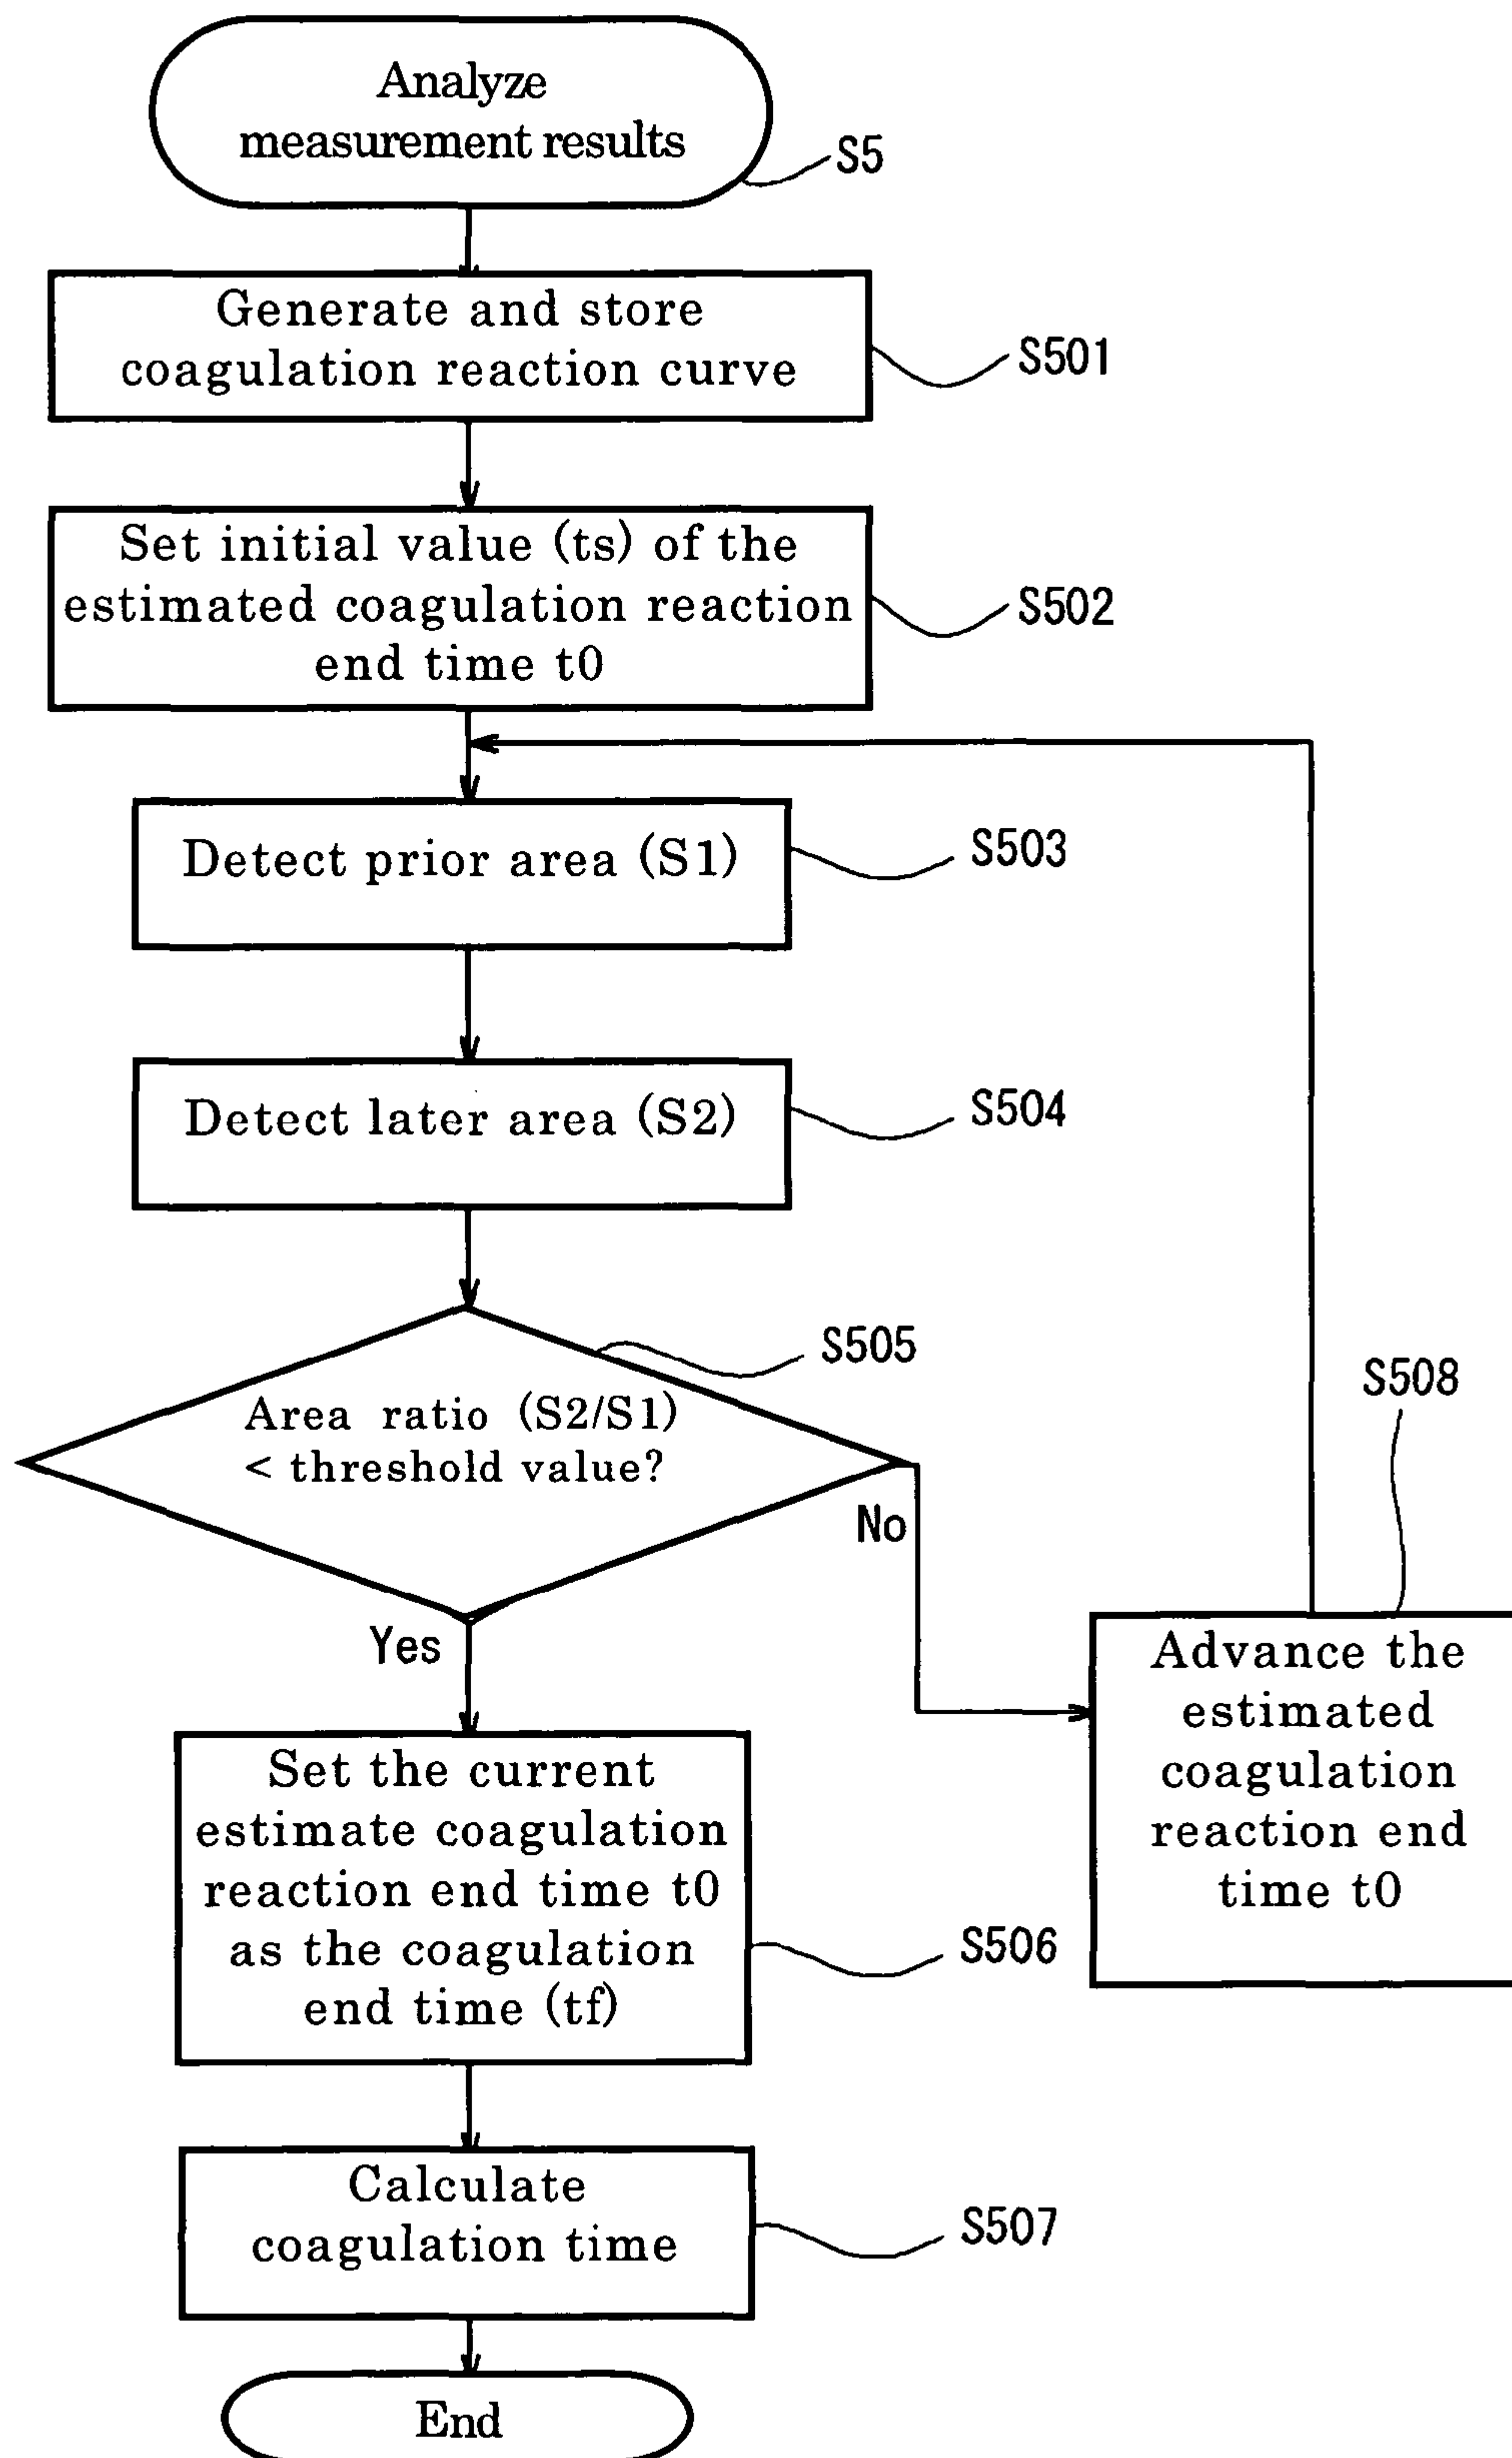 Analyze
measurement results
S5
Generate and store
coagulation reaction curve
S501
Set initial value (ts) of the
estimated coagulation reaction
end time t0
S502
Detect prior area (S1)
S503
Detect later area (S2)
S504
Area ratio (S2/S1)
< threshold value?
S505
No
Yes
S508
Advance the
estimated
coagulation
reaction end
time t0
Set the current
estimate coagulation
reaction end time t0
as the coagulation
end time (tf)
S506
Calculate
coagulation time
S507
End